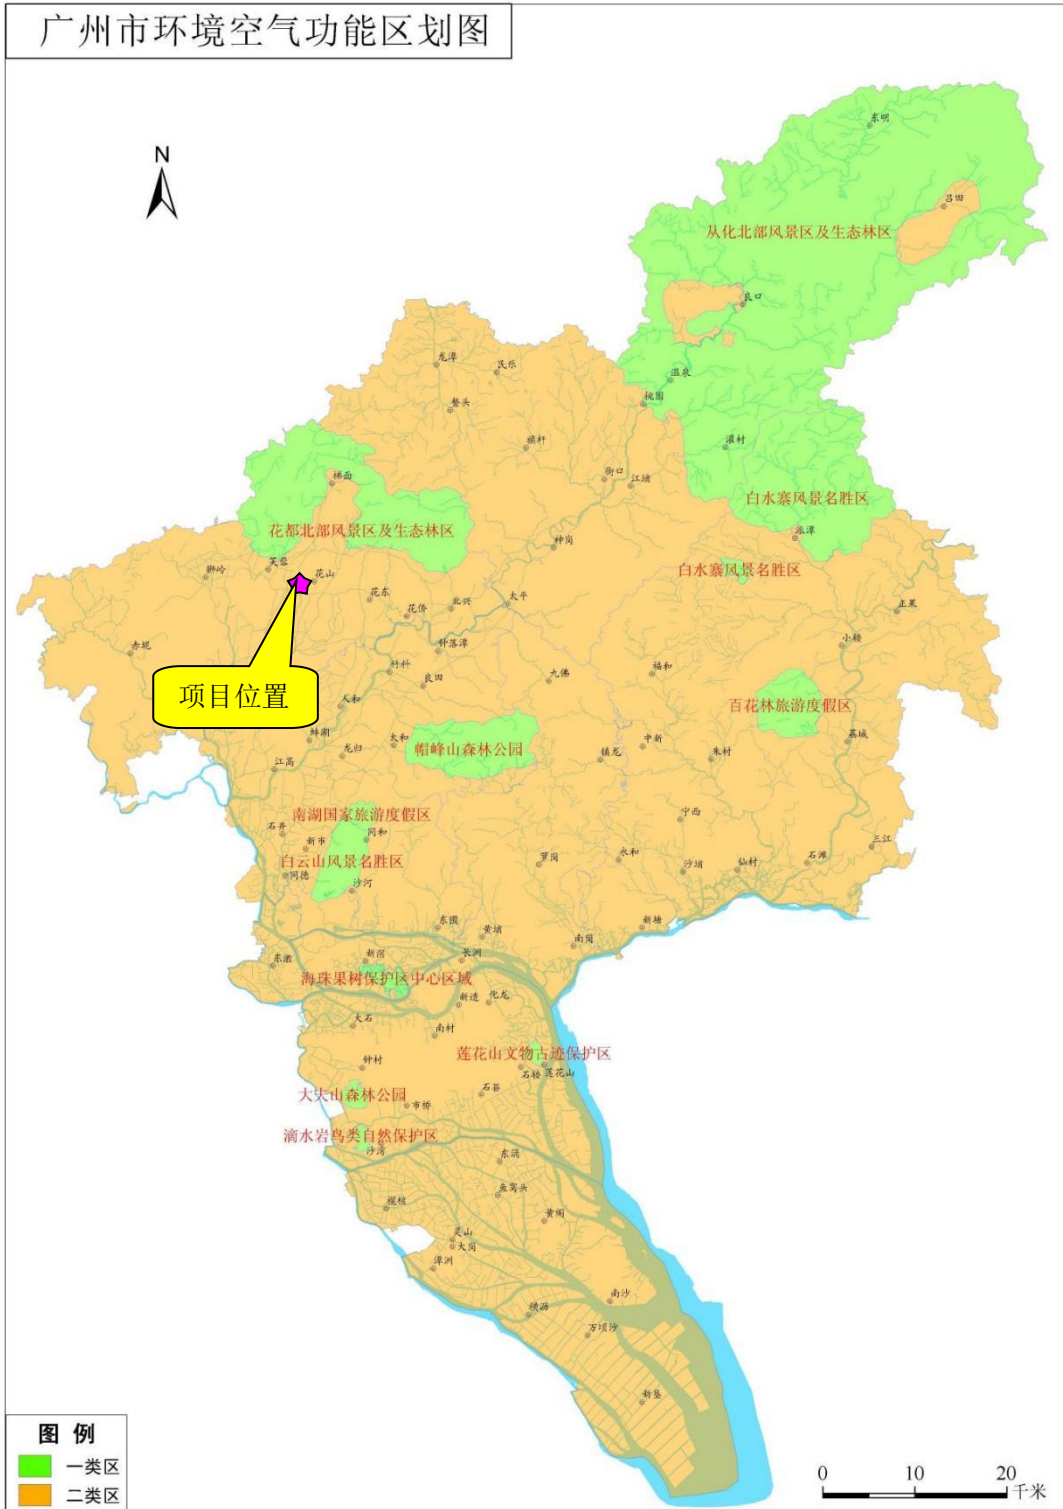 广州市环境空气功能区划图
N
东明
吕田
从化北部风景区及生态林区
良口
龙潭
民乐
温泉
鳌头
桃园
旗杆
灌村
街口
江埔
梯面
白水寨风景名胜区
花都北部风景区及生态林区
派潭
神岗
芙蓉
狮岭
花山
白水寨风景名胜区
花东
北兴
太平
花侨
正果
小楼
赤坭
钟落潭
竹料
福和
九佛
良田
项目位置
人和
百花林旅游度假区
蚌湖
太和
龙归
帽峰山森林公园
中新
荔城
镇龙
朱村
江高
南湖国家旅游度假区
宁西
石井
同和
新市
三江
白云山风景名胜区
萝岗
永和
沙埔
仙村
石滩
同德
沙河
东圃
新塘
黄埔
南岗
新滘
长洲
东漖
海珠果树保护区中心区域
新造
化龙
大石
南村
莲花山文物古迹保护区
钟村
石楼
莲花山
大夫山森林公园
石碁
市桥
滴水岩鸟类自然保护区
沙湾
东涌
鱼窝头
榄核
黄阁
灵山
大岗
潭洲
南沙
横沥
万顷沙
新垦
图 例
一类区
二类区
0
10
20
千米